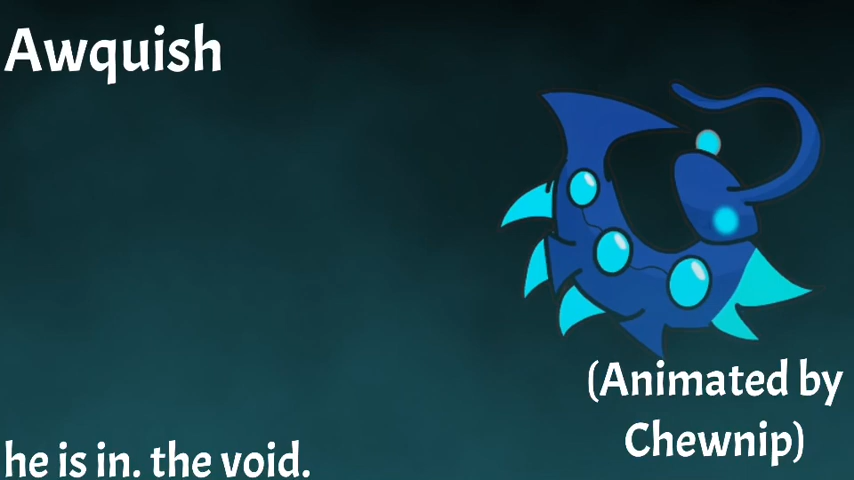 Awquish
(Animated by
Chewnip)
he is in. the void.